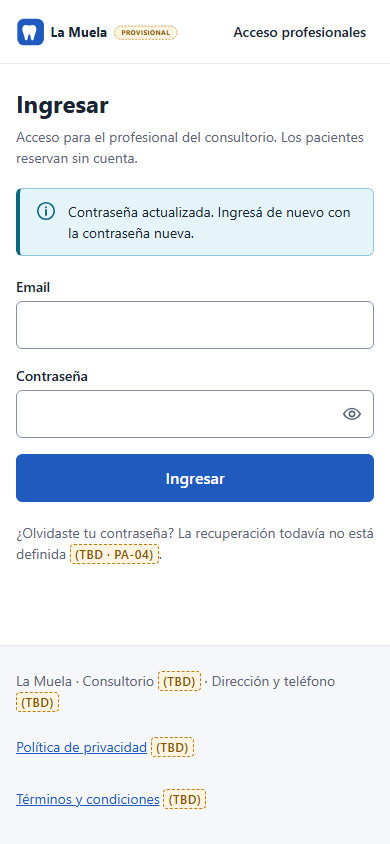 La Muela PROVISIONAL Acceso profesionales
Ingresar
Acceso para el profesional del consultorio. Los pacientes
reservan sin cuenta.
Contraseña actualizada. Ingresá de nuevo con
la contraseña nueva.
Email
Contraseña
Ingresar
¿Olvidaste tu contraseña? La recuperación todavía no está
definida (TBD · PA-04).
La Muela · Consultorio (TBD) · Dirección y teléfono
(TBD)
Política de privacidad (TBD)
Términos y condiciones (TBD)